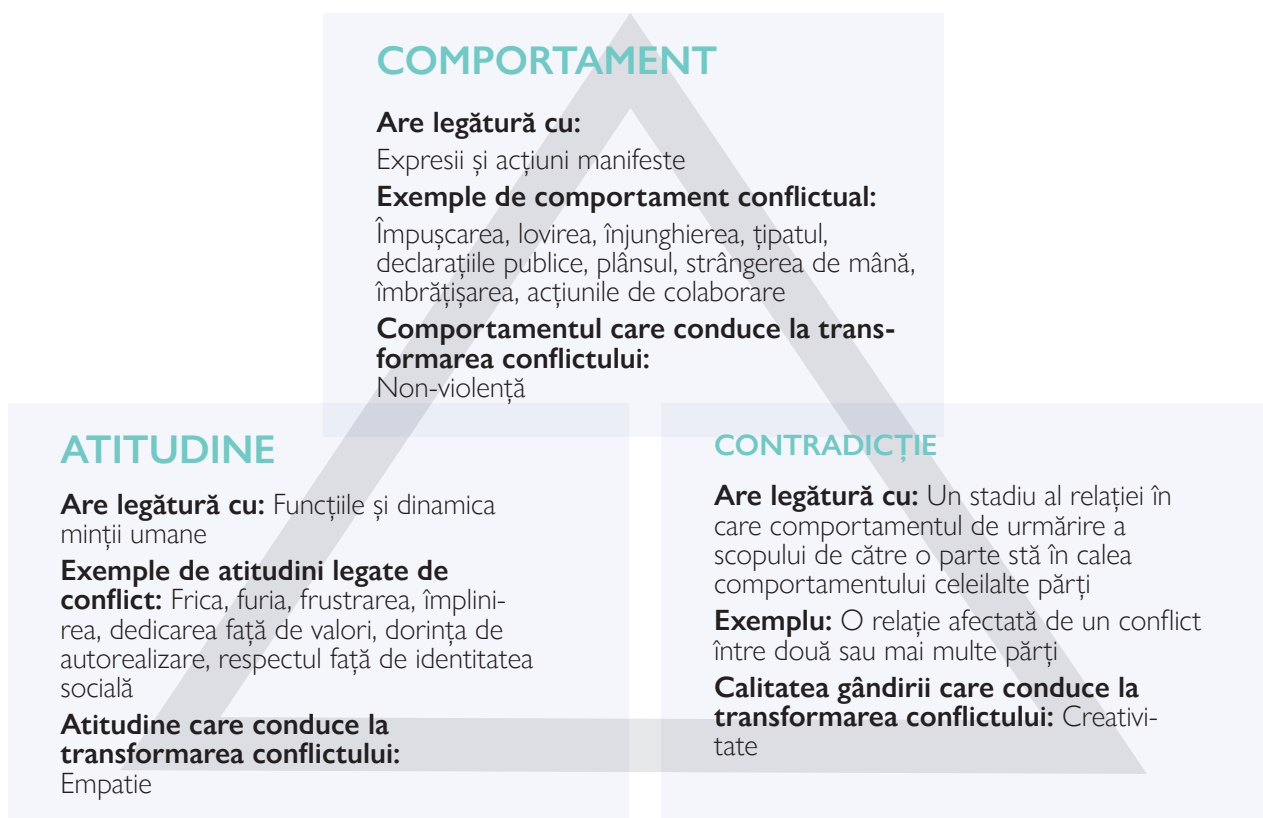 COMPORTAMENT
Are legătură cu:
Expresii și acțiuni manifeste
Exemple de comportament conflictual:
Împușcarea, lovirea, înjunghierea, țipatul,
declarațiile publice, plânsul, strângerea de mână,
îmbrățișarea, acțiunile de colaborare
Comportamentul care conduce la trans-
formarea conflictului:
Non-violență
ATITUDINE
Are legătură cu: Funcțiile și dinamica
minții umane
Exemple de atitudini legate de
conflict: Frica, furia, frustrarea, împlini-
rea, dedicarea față de valori, dorința de
autorealizare, respectul față de identitatea
socială
Atitudine care conduce la
transformarea conflictului:
Empatie
CONTRADICȚIE
Are legătură cu: Un stadiu al relației în
care comportamentul de urmărire a
scopului de către o parte stă în calea
comportamentului celeilalte părți
Exemplu: O relație afectată de un conflict
între două sau mai multe părți
Calitatea gândirii care conduce la
transformarea conflictului: Creativi-
tate